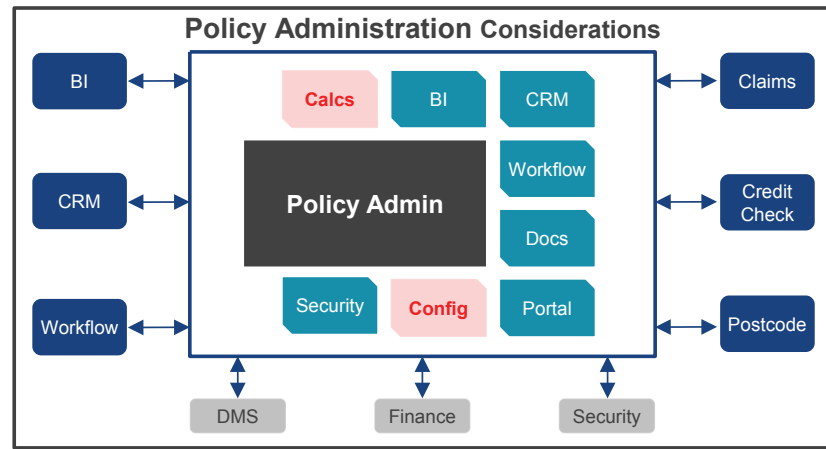 Policy Administration Considerations
BI
Calcs
BI
CRM
Claims
CRM
Policy Admin
Workflow
Credit
Check
Docs
Workflow
Security
Config
Portal
Postcode
DMS
Finance
Security